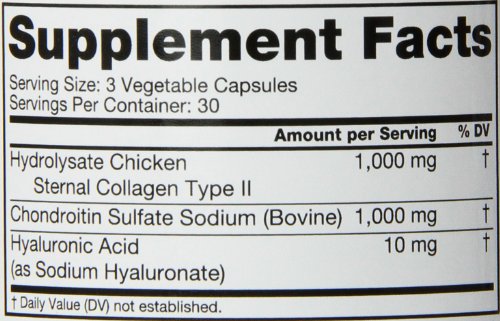 Supplement Facts
Serving Size: 3 Vegetable Capsules
Servings Per Container: 30
Amount per Serving % DV
Hydrolysate Chicken 1,000 mg †
Sternal Collagen Type II
Chondroitin Sulfate Sodium (Bovine) 1,000 mg †
Hyaluronic Acid 10 mg †
(as Sodium Hyaluronate)
† Daily Value (DV) not established.